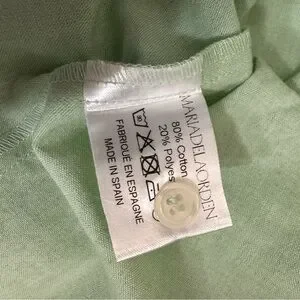 MARIADELAORDEN
80% Cotton
20% Polyes
FABRIQUÉ EN ESPAGNE
MADE IN SPAIN